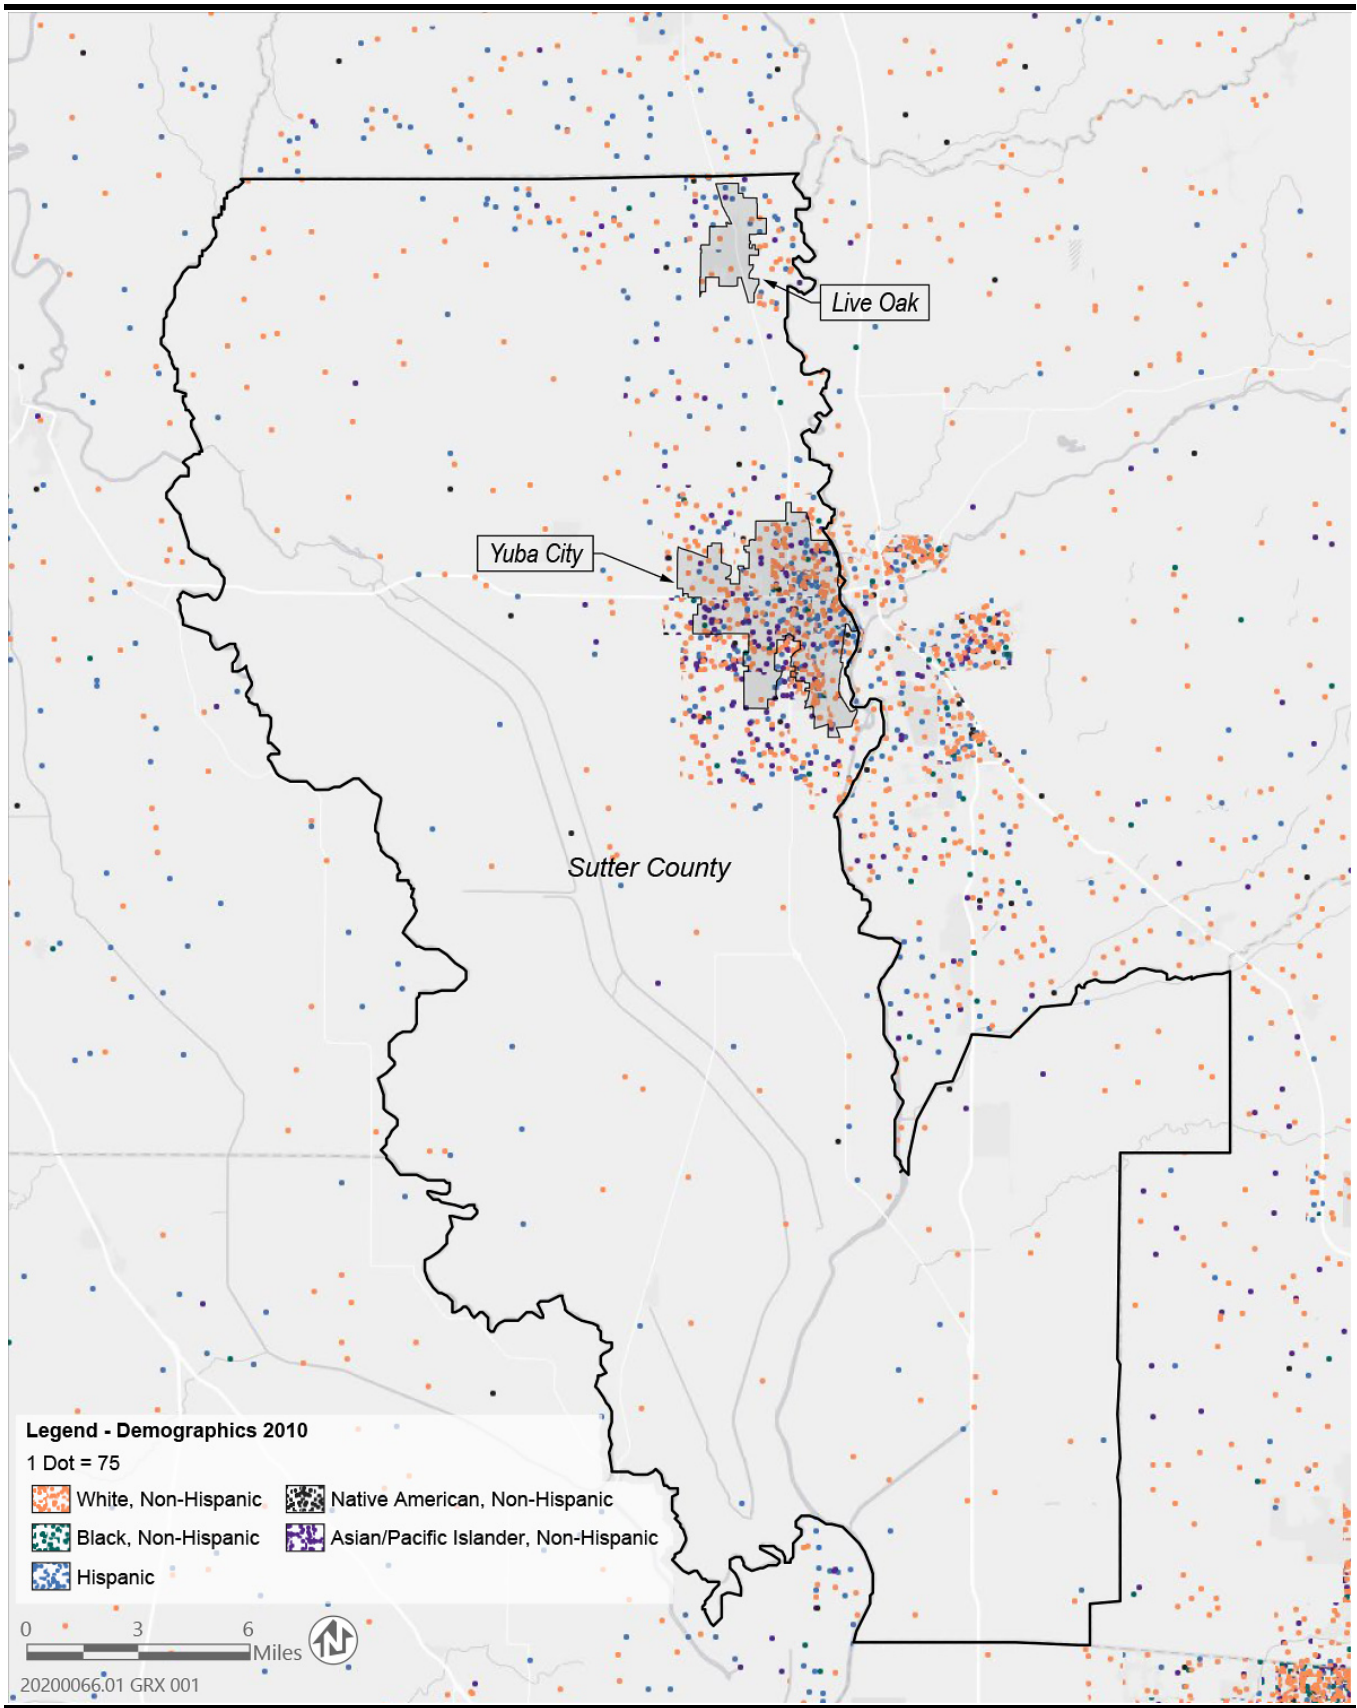 Live Oak
Yuba City
Sutter County
Legend - Demographics 2010
1 Dot = 75
White, Non-Hispanic
Native American, Non-Hispanic
Black, Non-Hispanic
Asian/Pacific Islander, Non-Hispanic
Hispanic
0 3 6
Miles
N
20200066.01 GRX 001